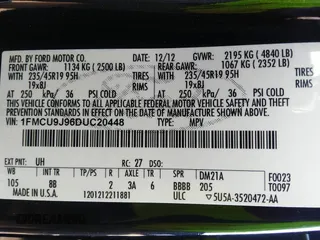 MFD. BY FORD MOTOR CO.
DATE: 12/12 GVWR: 2195 KG ( 4840 LB)
FRONT GAWR: 1134 KG ( 2500 LB) REAR GAWR: 1067 KG ( 2352 LB)
WITH 235/45R19 95H TIRES WITH 235/45R19 95H TIRES
19x8J RIMS 19x8J RIMS
AT 250 kPa/ 36 PSI COLD AT 250 kPa/ 36 PSI COLD
THIS VEHICLE CONFORMS TO ALL APPLICABLE FEDERAL MOTOR VEHICLE SAFETY AND THEFT PREVENTION STANDARDS IN EFFECT ON THE DATE OF MANUFACTURE SHOWN ABOVE.
VIN: 1FMCU9J96DUC20448
TYPE: MPV
EXT PNT: UH RC: 27 DSO:
WB BRK INT TR TP/PS R AXLE TR SPR DM21A F0023
105 8B 2 3A 6 BBBB 205 T0097
1201212211881 ULC 5U5A-3520472-AA